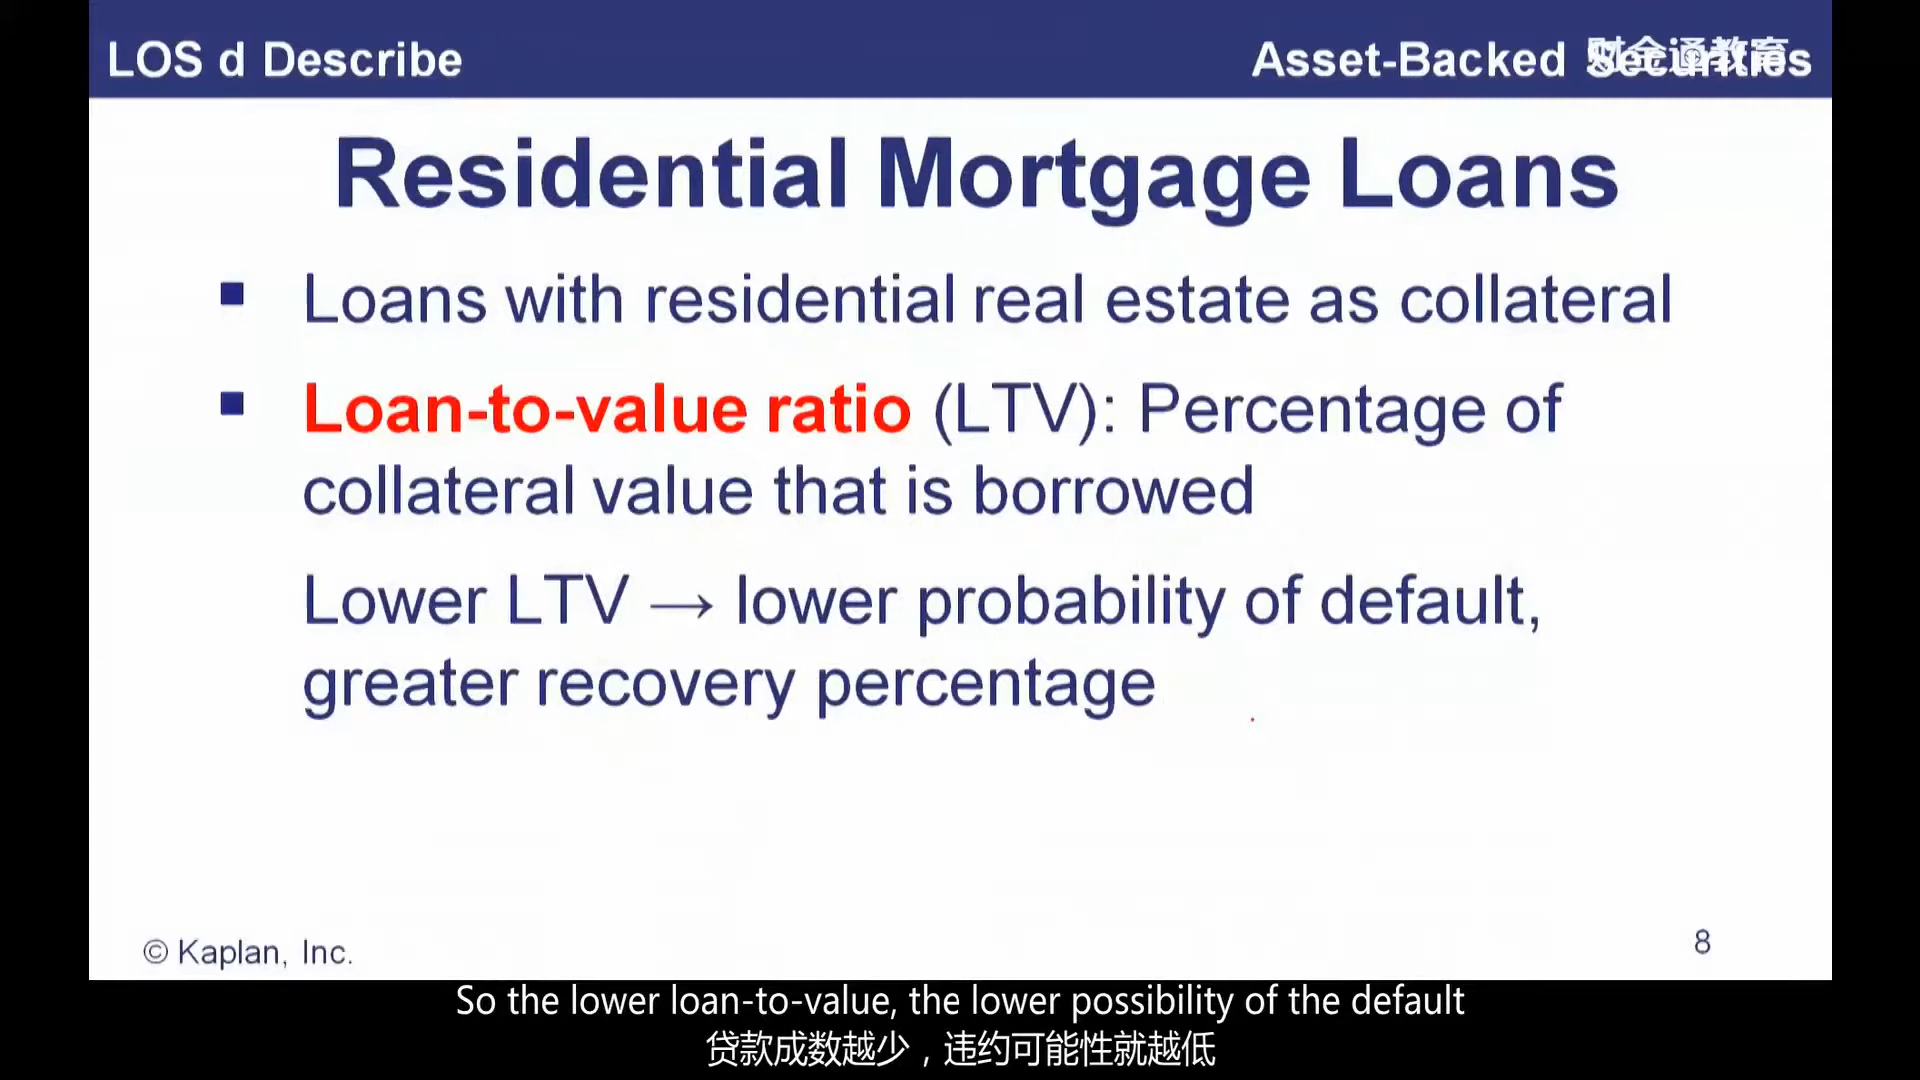 LOS d Describe
Asset-Backed Securities
财金通教育
Residential Mortgage Loans
▪ Loans with residential real estate as collateral
▪ Loan-to-value ratio (LTV): Percentage of
collateral value that is borrowed
Lower LTV → lower probability of default,
greater recovery percentage
© Kaplan, Inc.
8
So the lower loan-to-value, the lower possibility of the default
贷款成数越少，违约可能性就越低